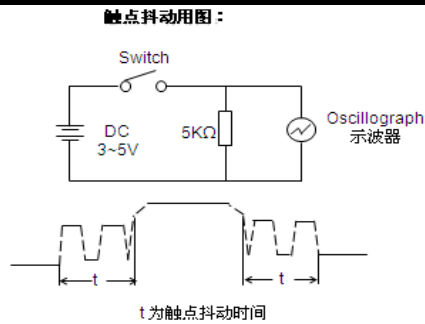 触点抖动用图：
Switch
DC
3~5V
5KΩ
Oscillograph
示波器
t
t
t为触点抖动时间